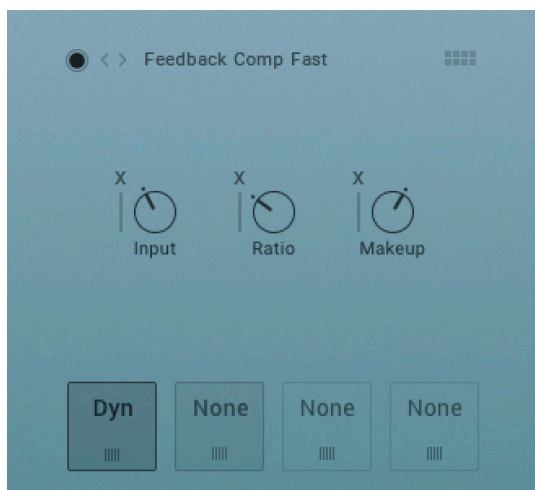 < > Feedback Comp Fast
X X X
Input Ratio Makeup
Dyn None None None